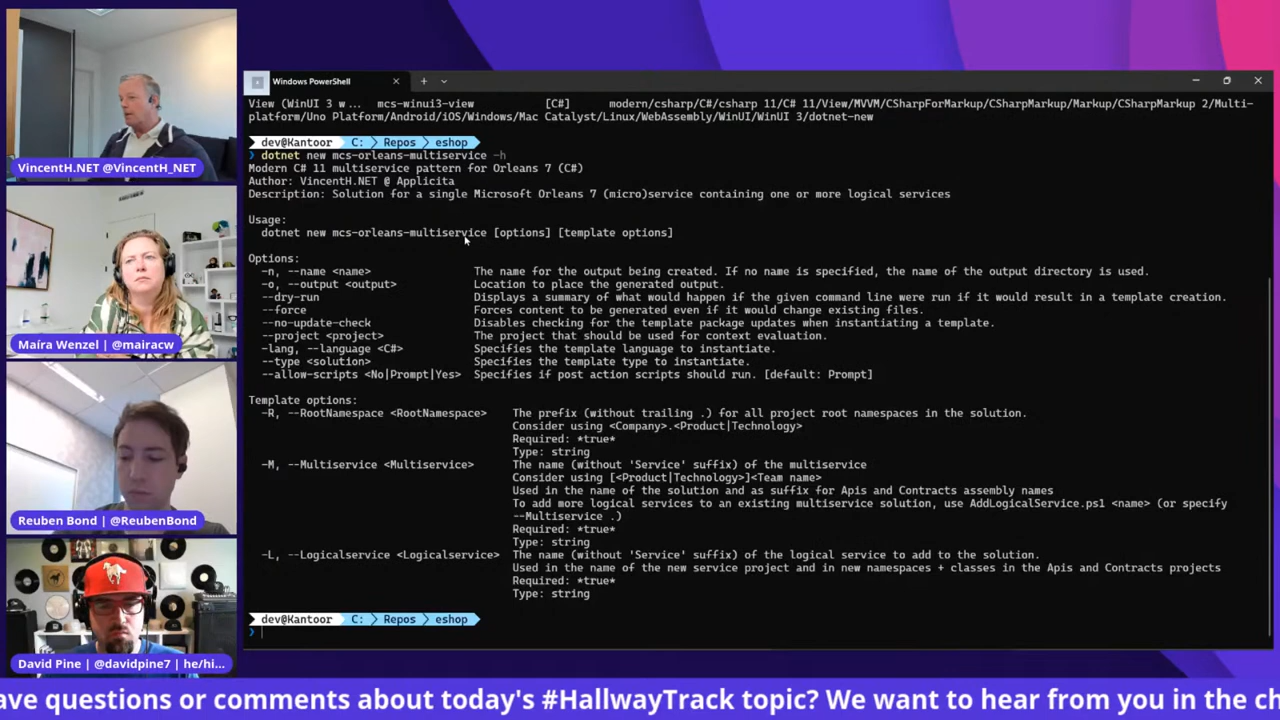 VincentH.NET @VincentH_NET
Maíra Wenzel | @mairacw
Reuben Bond | @ReubenBond
David Pine | @davidpine7 | he/hi...
Windows PowerShell
View (WinUI 3 w... mcs-winui3-view [C#] modern/csharp/C#/csharp 11/C# 11/View/MVVM/CSharpForMarkup/CSharpMarkup/Markup/CSharpMarkup 2/Multi-
platform/Uno Platform/Android/iOS/Windows/Mac Catalyst/Linux/WebAssembly/WinUI/WinUI 3/dotnet-new
dev@Kantoor C: Repos eshop
❯ dotnet new mcs-orleans-multiservice -h
Modern C# 11 multiservice pattern for Orleans 7 (C#)
Author: VincentH.NET @ Applicita
Description: Solution for a single Microsoft Orleans 7 (micro)service containing one or more logical services
Usage:
dotnet new mcs-orleans-multiservice [options] [template options]
Options:
-n, --name <name> The name for the output being created. If no name is specified, the name of the output directory is used.
-o, --output <output> Location to place the generated output.
--dry-run Displays a summary of what would happen if the given command line were run if it would result in a template creation.
--force Forces content to be generated even if it would change existing files.
--no-update-check Disables checking for the template package updates when instantiating a template.
--project <project> The project that should be used for context evaluation.
-lang, --language <C#> Specifies the template language to instantiate.
--type <solution> Specifies the template type to instantiate.
--allow-scripts <No|Prompt|Yes> Specifies if post action scripts should run. [default: Prompt]
Template options:
-R, --RootNamespace <RootNamespace> The prefix (without trailing .) for all project root namespaces in the solution.
Consider using <Company>.<Product|Technology>
Required: *true*
Type: string
-M, --Multiservice <Multiservice> The name (without 'Service' suffix) of the multiservice
Consider using [<Product|Technology>]<Team name>
Used in the name of the solution and as suffix for Apis and Contracts assembly names
To add more logical services to an existing multiservice solution, use AddLogicalService.ps1 <name> (or specify
--Multiservice .)
Required: *true*
Type: string
-L, --Logicalservice <Logicalservice> The name (without 'Service' suffix) of the logical service to add to the solution.
Used in the name of the new service project and in new namespaces + classes in the Apis and Contracts projects
Required: *true*
Type: string
dev@Kantoor C: Repos eshop
❯
ave questions or comments about today's #HallwayTrack topic? We want to hear from you in the ch